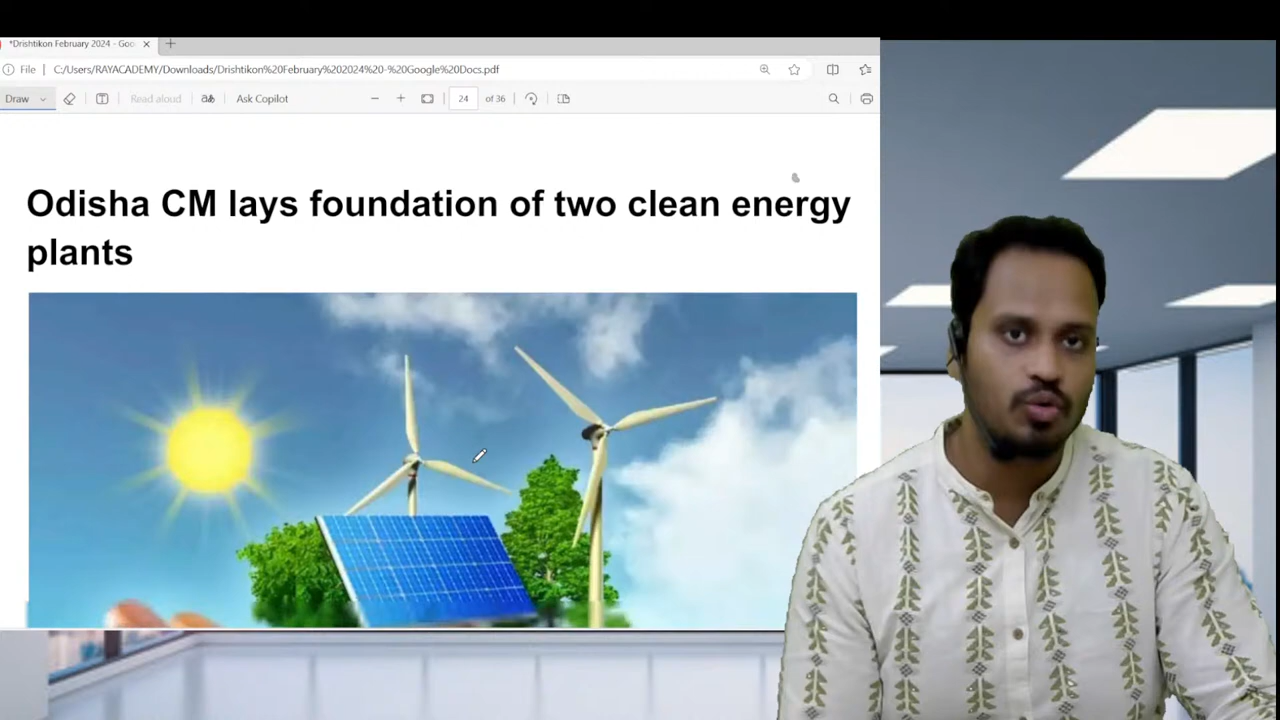 *Drishtikon February 2024 - Goo
File
C:/Users/RAYACADEMY/Downloads/Drishtikon%20February%202024%20-%20Google%20Docs.pdf
Draw
Read aloud
Ask Copilot
24
of 36
Odisha CM lays foundation of two clean energy
plants